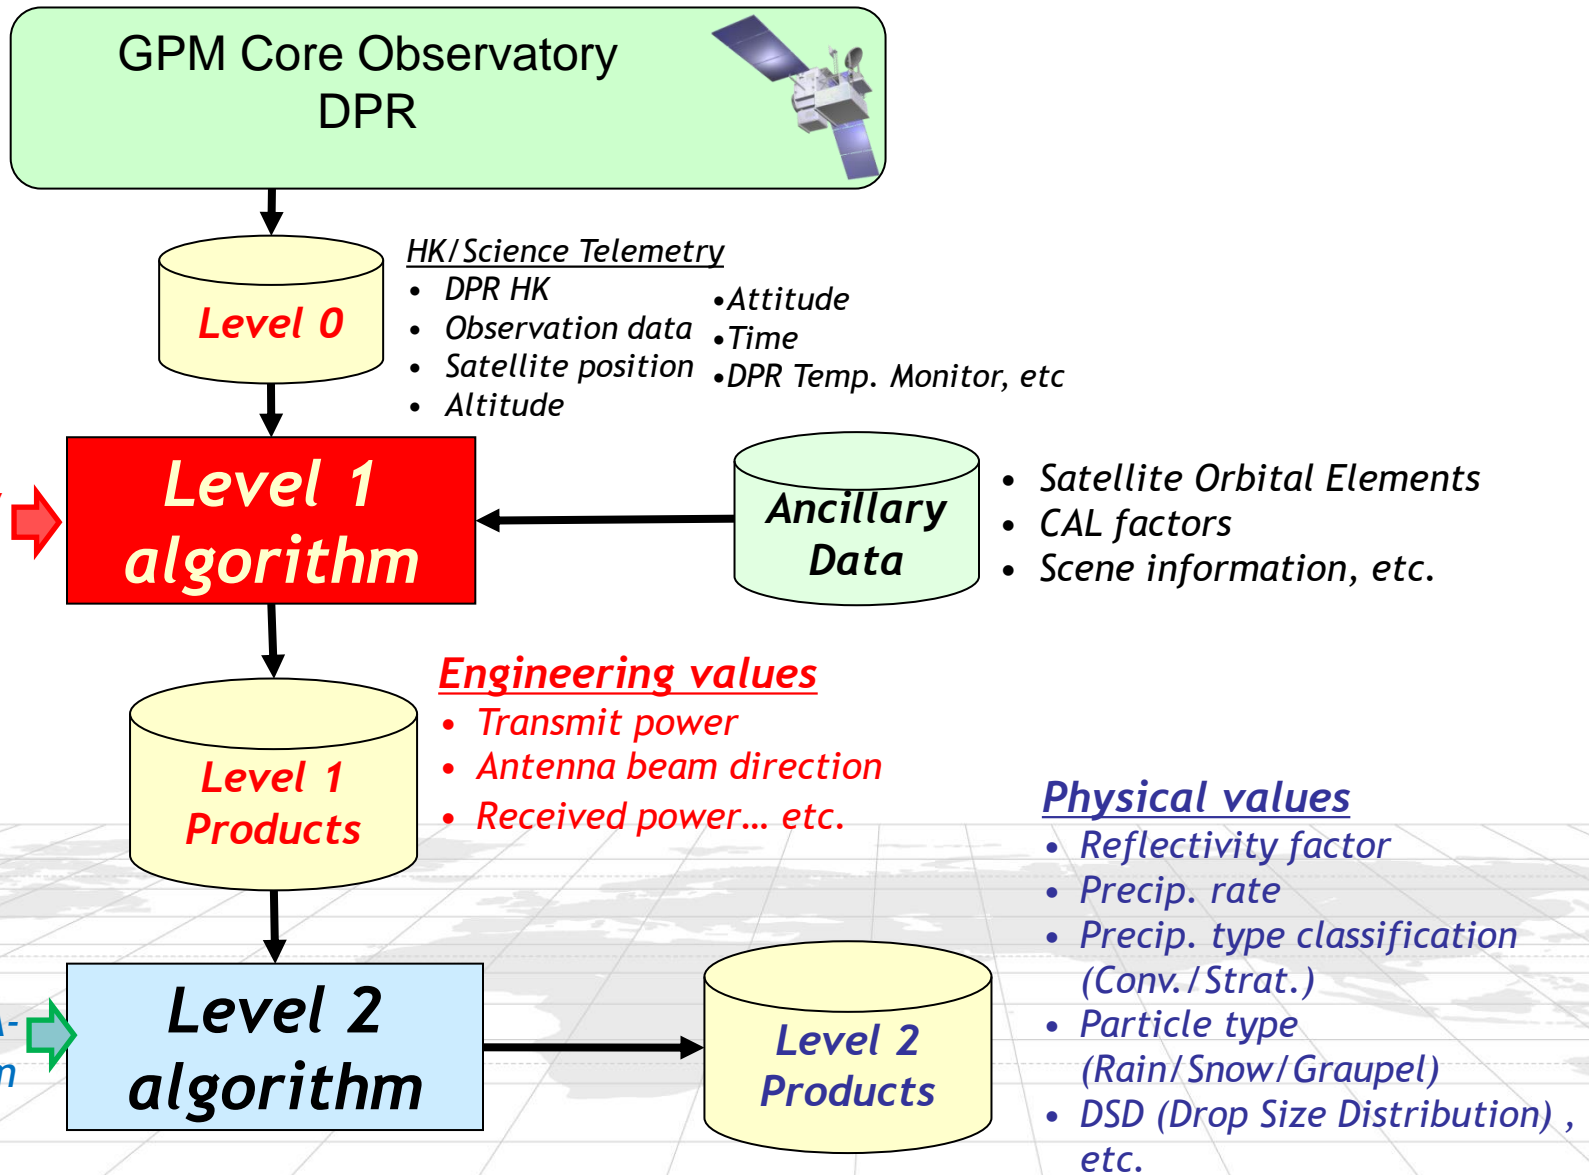 GPM Core Observatory
DPR
HK/Science Telemetry
• DPR HK
• Observation data
• Satellite position
• Altitude
•Attitude
•Time
•DPR Temp. Monitor, etc
Level 0
Level 1
algorithm
Ancillary
Data
• Satellite Orbital Elements
• CAL factors
• Scene information, etc.
Engineering values
• Transmit power
• Antenna beam direction
• Received power… etc.
Level 1
Products
Physical values
• Reflectivity factor
• Precip. rate
• Precip. type classification
(Conv./Strat.)
• Particle type
(Rain/Snow/Graupel)
• DSD (Drop Size Distribution) ,
etc.
Level 2
algorithm
Level 2
Products